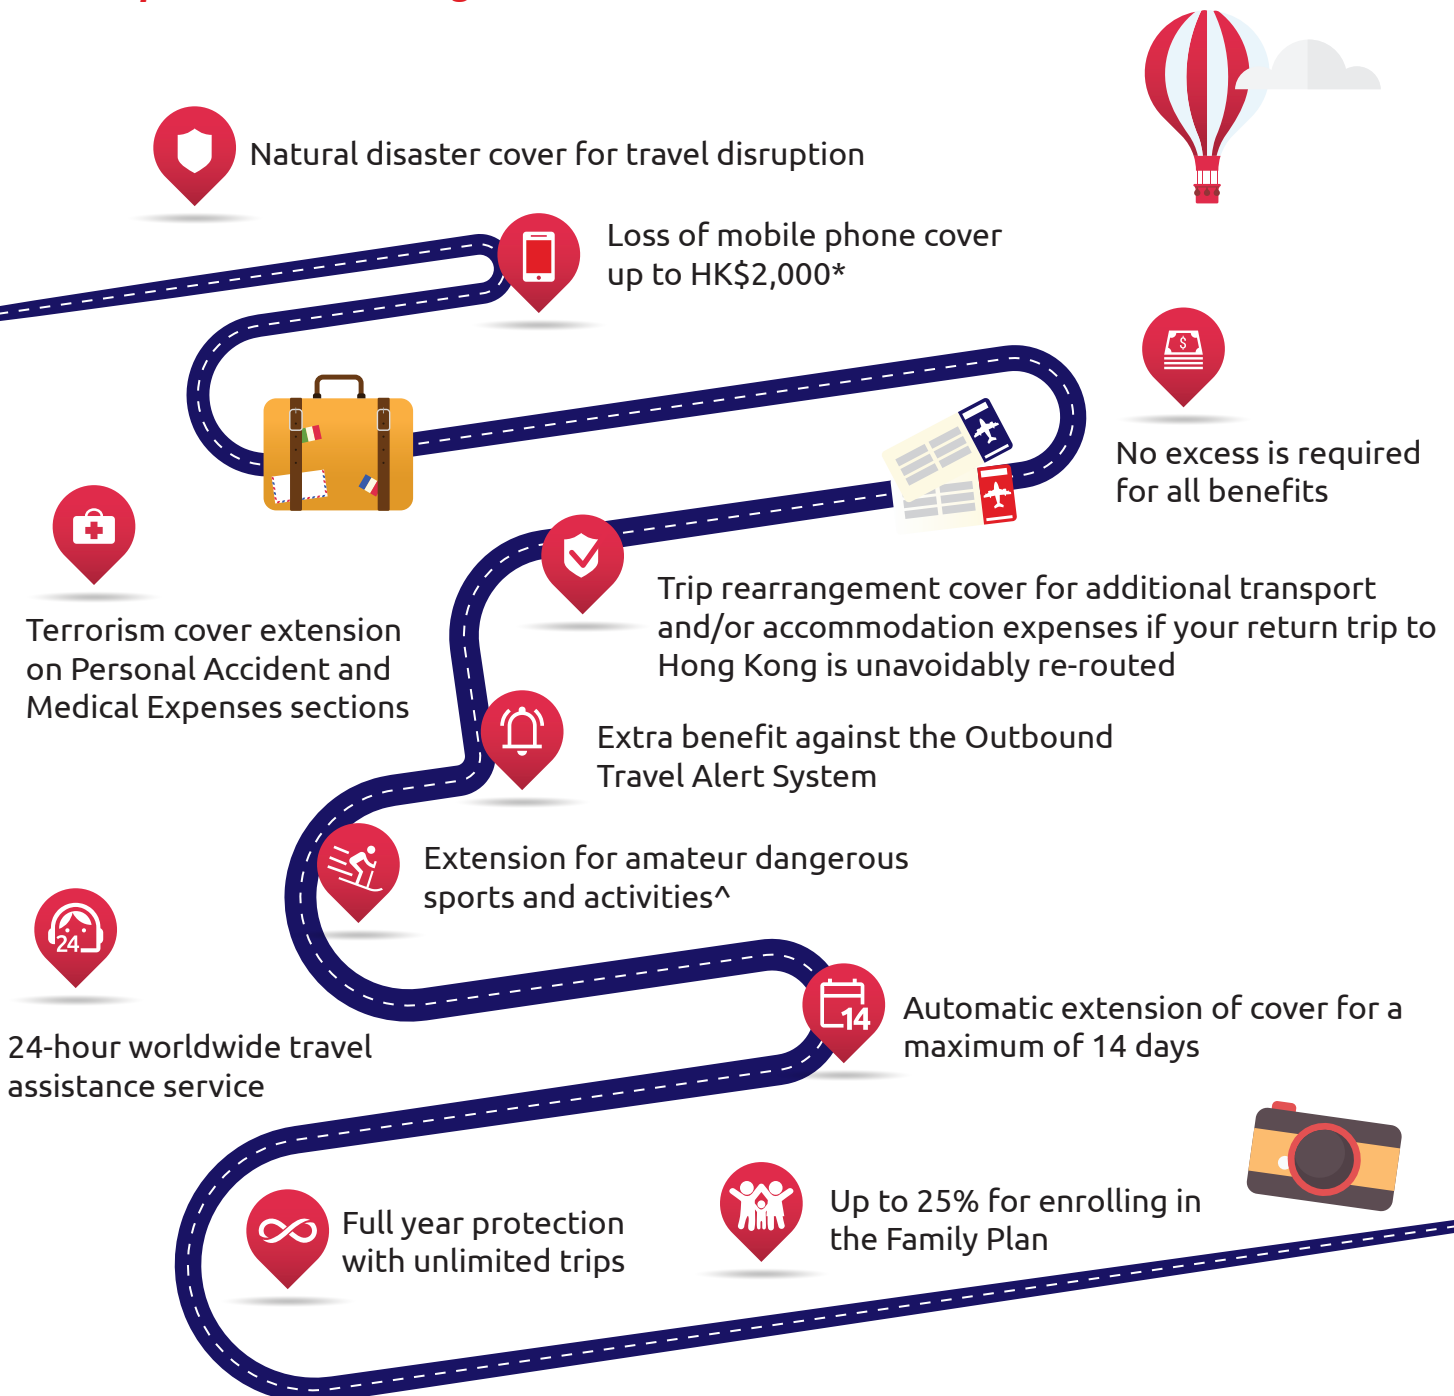 Natural disaster cover for travel disruption
Loss of mobile phone cover
up to HK$2,000*
$
No excess is required
for all benefits
Terrorism cover extension
on Personal Accident and
Medical Expenses sections
Trip rearrangement cover for additional transport
and/or accommodation expenses if your return trip to
Hong Kong is unavoidably re-routed
Extra benefit against the Outbound
Travel Alert System
Extension for amateur dangerous
sports and activities^
24
24-hour worldwide travel
assistance service
14
Automatic extension of cover for a
maximum of 14 days
Full year protection
with unlimited trips
Up to 25% for enrolling in
the Family Plan